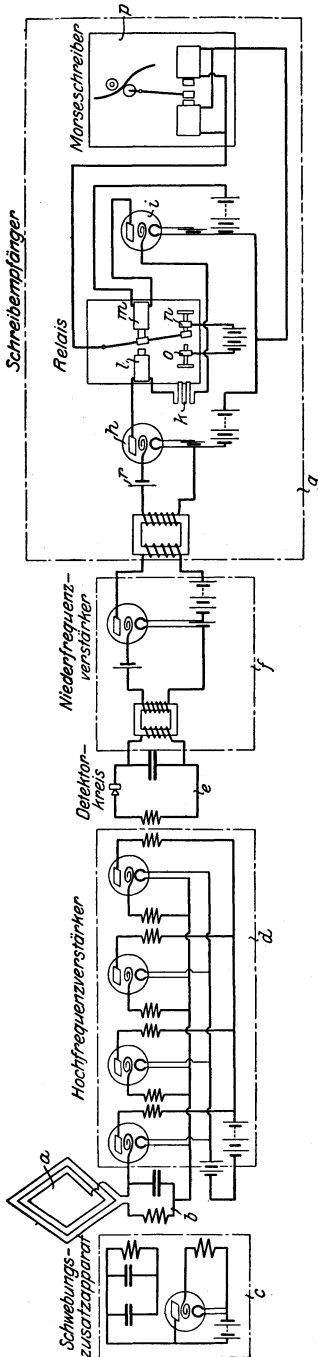 Schreibempfänger
Morseschreiber
p
Relais
i
m
l
n
o
k
h
r
g
Niederfrequenz-
verstärker
f
Detektor-
kreis
e
Hochfrequenzverstärker
d
a
b
Schwebungs-
zusatzapparat
c